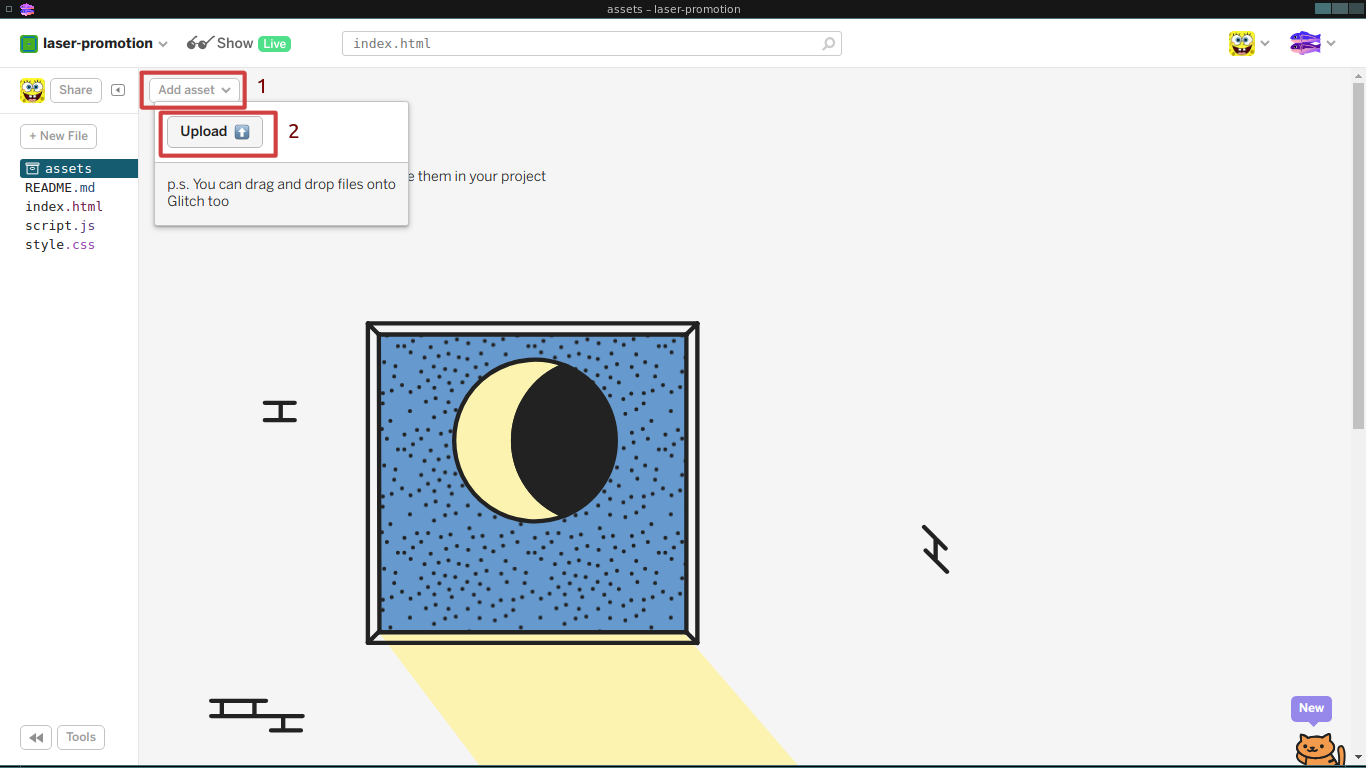 assets – laser-promotion
laser-promotion
Show
Live
index.html
Share
Add asset
1
+ New File
Upload
2
assets
README.md
index.html
script.js
style.css
p.s. You can drag and drop files onto
Glitch too
them in your project
New
Tools